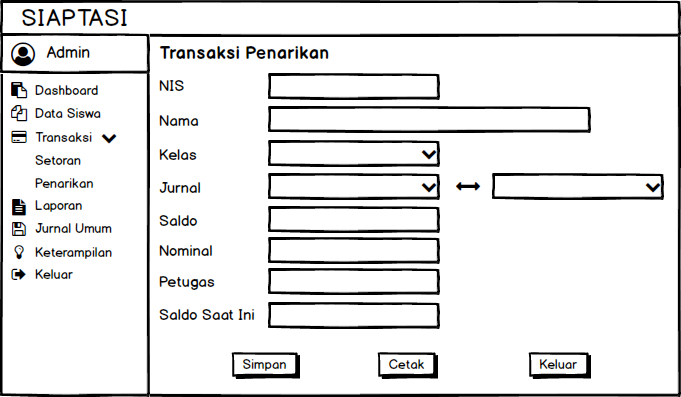 SIAPTASI
Admin
Dashboard
Data Siswa
Transaksi
Setoran
Penarikan
Laporan
Jurnal Umum
Keterampilan
Keluar
Transaksi Penarikan
NIS
Nama
Kelas
Jurnal
Saldo
Nominal
Petugas
Saldo Saat Ini
Simpan Cetak Keluar